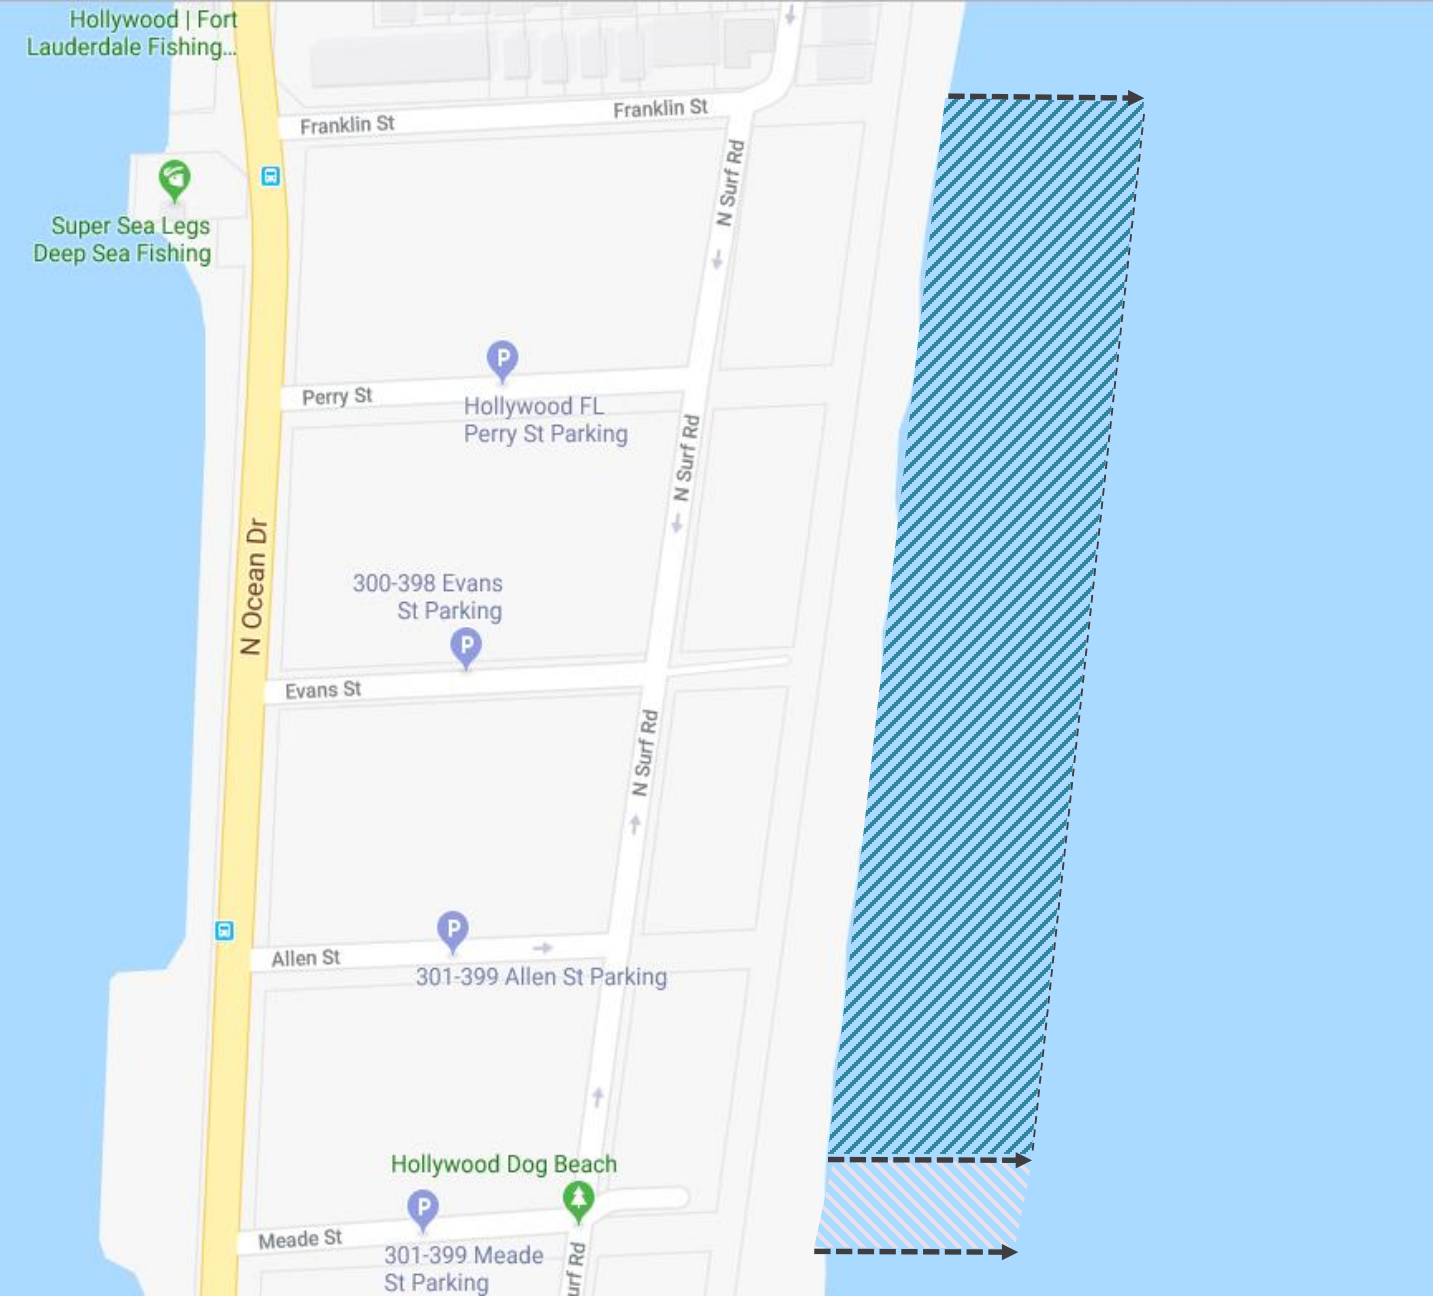 Hollywood | Fort
Lauderdale Fishing...
Franklin St
Franklin St
N Surf Rd
Super Sea Legs
Deep Sea Fishing
P
Perry St
Hollywood FL
Perry St Parking
N Surf Rd
N Ocean Dr
300-398 Evans
St Parking
P
Evans St
N Surf Rd
P
Allen St
301-399 Allen St Parking
Hollywood Dog Beach
P
Meade St
301-399 Meade
St Parking
urf Rd